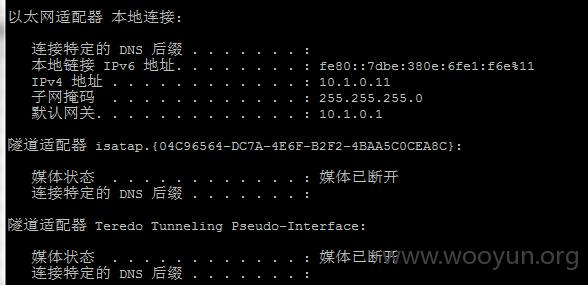 以太网适配器 本地连接:
连接特定的 DNS 后缀 . . . . . . . :
本地链接 IPv6 地址. . . . . . . . : fe80::7dbe:380e:6fe1:f6e%11
IPv4 地址 . . . . . . . . . . . . : 10.1.0.11
子网掩码 . . . . . . . . . . . . : 255.255.255.0
默认网关. . . . . . . . . . . . . : 10.1.0.1
隧道适配器 isatap.{04C96564-DC7A-4E6F-B2F2-4BAA5C0CEA8C}:
媒体状态 . . . . . . . . . . . . : 媒体已断开
连接特定的 DNS 后缀 . . . . . . . :
隧道适配器 Teredo Tunneling Pseudo-Interface:
媒体状态 . . . . . . . . . . . . : 媒体已断开
连接特定的 DNS 后缀 . . . . . . . :
www.wooyun.org